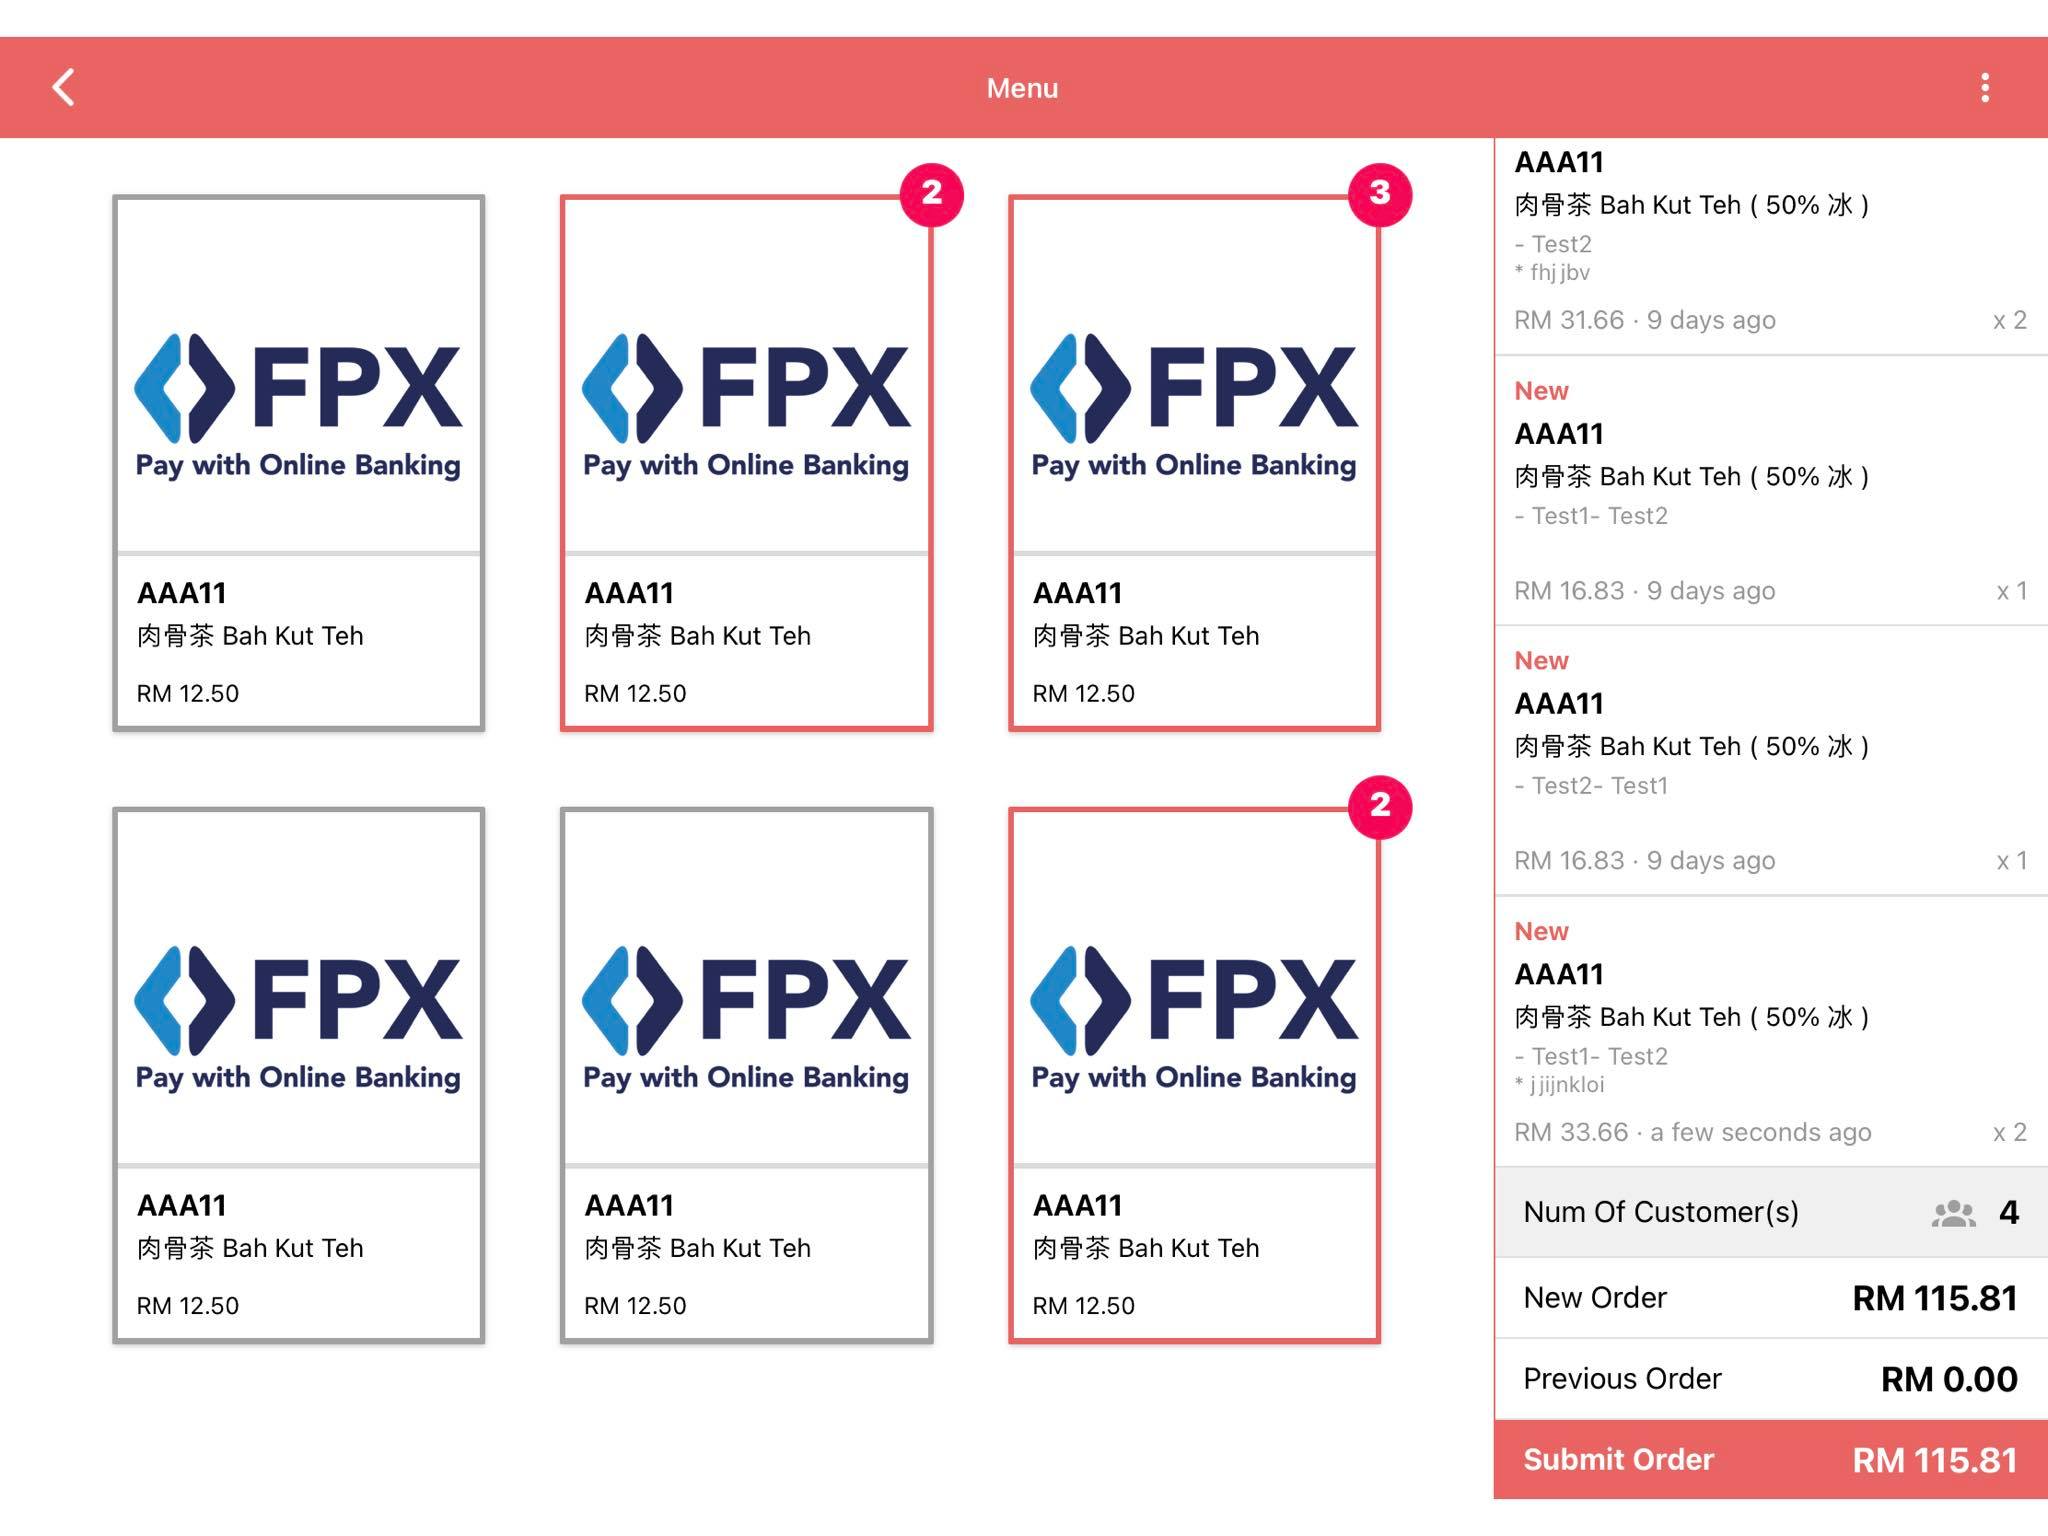 Menu
2
3
FPX
Pay with Online Banking
AAA11
肉骨茶 Bah Kut Teh
RM 12.50
FPX
Pay with Online Banking
AAA11
肉骨茶 Bah Kut Teh
RM 12.50
FPX
Pay with Online Banking
AAA11
肉骨茶 Bah Kut Teh
RM 12.50
2
FPX
Pay with Online Banking
AAA11
肉骨茶 Bah Kut Teh
RM 12.50
FPX
Pay with Online Banking
AAA11
肉骨茶 Bah Kut Teh
RM 12.50
FPX
Pay with Online Banking
AAA11
肉骨茶 Bah Kut Teh
RM 12.50
AAA11
肉骨茶 Bah Kut Teh ( 50% 冰 )
- Test2
* fhjjbv
RM 31.66 · 9 days ago x 2
New
AAA11
肉骨茶 Bah Kut Teh ( 50% 冰 )
- Test1- Test2
RM 16.83 · 9 days ago x 1
New
AAA11
肉骨茶 Bah Kut Teh ( 50% 冰 )
- Test2- Test1
RM 16.83 · 9 days ago x 1
New
AAA11
肉骨茶 Bah Kut Teh ( 50% 冰 )
- Test1- Test2
* jjijnkloi
RM 33.66 · a few seconds ago x 2
Num Of Customer(s) 4
New Order RM 115.81
Previous Order RM 0.00
Submit Order RM 115.81